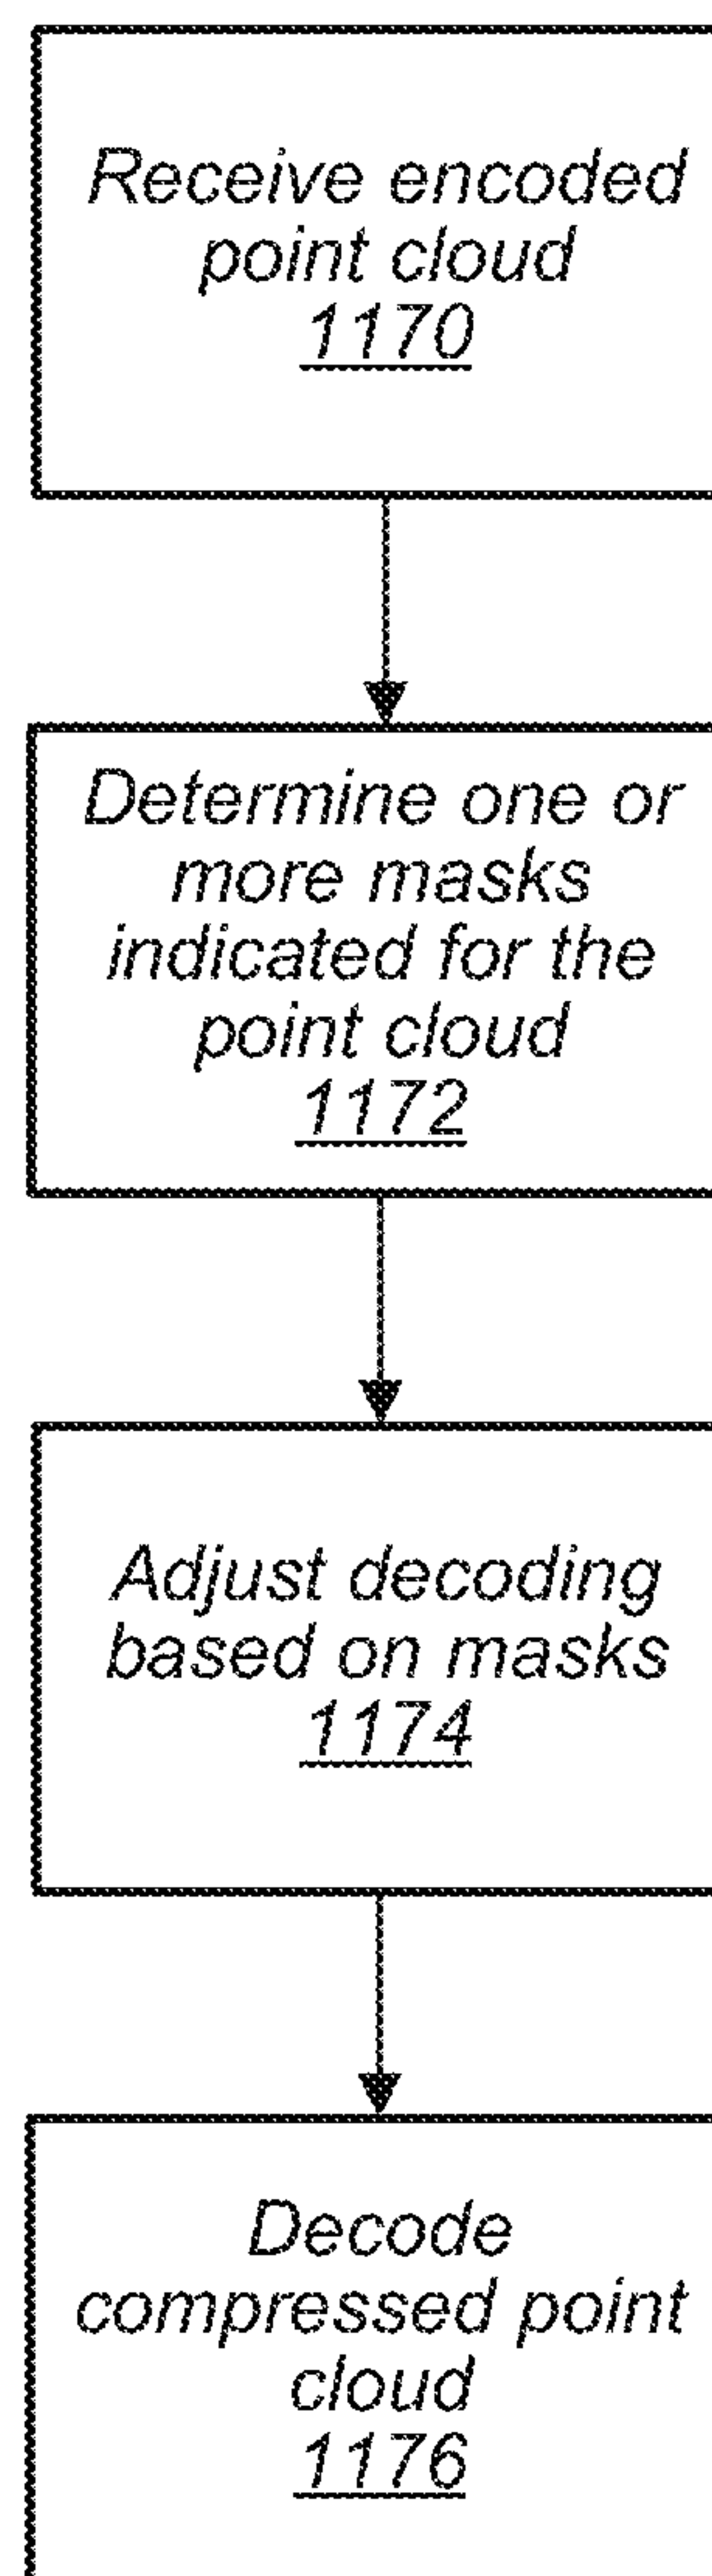 Receive encoded
point cloud
1170
Determine one or
more masks
indicated for the
point cloud
1172
Adjust decoding
based on masks
1174
Decode
compressed point
cloud
1176